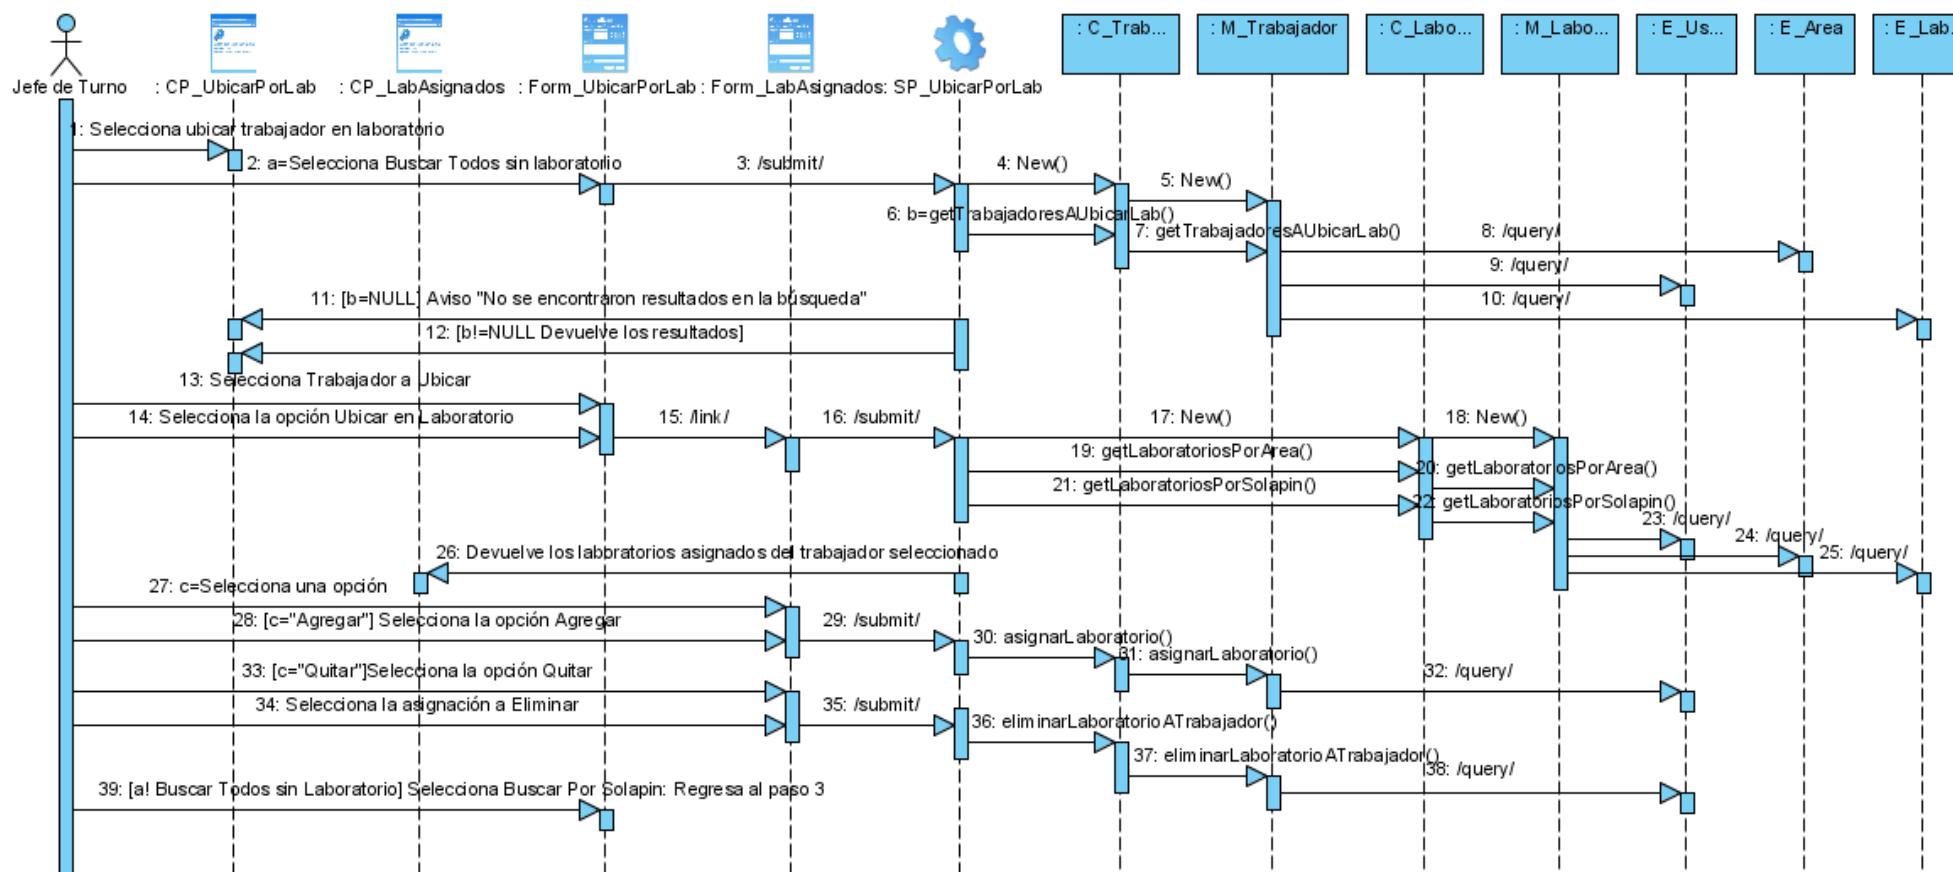 : C_Trab...
: M_Trabajador
: C_Labo...
: M_Labo...
: E_Us...
: E_Area
: E_Lab.
Jefe de Turno
: CP_UbicarPorLab
: CP_LabAsignados
: Form_UbicarPorLab
: Form_LabAsignados
: SP_UbicarPorLab
1: Selecciona ubicar trabajador en laboratorio
2: a=Selecciona Buscar Todos sin laboratorio
3: /submit/
4: New()
5: New()
6: b=getTrabajadoresAUbicarLab()
7: getTrabajadoresAUbicarLab()
8: /query/
9: /query/
10: /query/
11: [b=NULL] Aviso "No se encontraron resultados en la búsqueda"
12: [b!=NULL Devuelve los resultados]
13: Selecciona Trabajador a Ubicar
14: Selecciona la opción Ubicar en Laboratorio
15: /link/
16: /submit/
17: New()
18: New()
19: getLaboratoriosPorArea()
20: getLaboratoriosPorArea()
21: getLaboratoriosPorSolapin()
22: getLaboratoriosPorSolapin()
23: /query/
24: /query/
25: /query/
26: Devuelve los laboratorios asignados del trabajador seleccionado
27: c=Selecciona una opción
28: [c="Agregar"] Selecciona la opción Agregar
29: /submit/
30: asignarLaboratorio()
31: asignarLaboratorio()
32: /query/
33: [c="Quitar"]Selecciona la opción Quitar
34: Selecciona la asignación a Eliminar
35: /submit/
36: eliminarLaboratorioATrabajador()
37: eliminarLaboratorioATrabajador()
38: /query/
39: [a! Buscar Todos sin Laboratorio] Selecciona Buscar Por Solapin: Regresa al paso 3